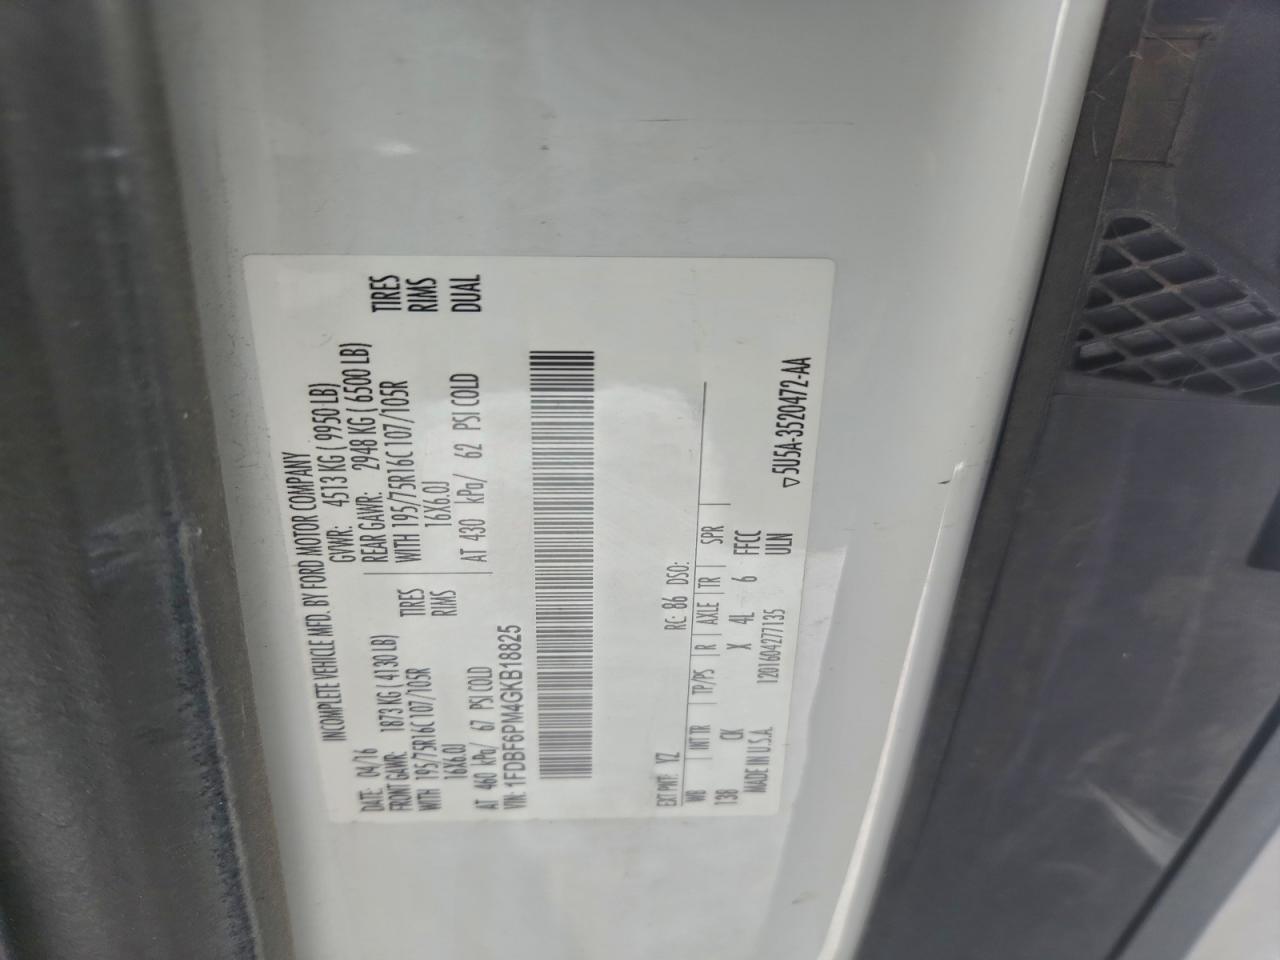 INCOMPLETE VEHICLE MFD. BY FORD MOTOR COMPANY
DATE: 04/16 GVWR: 4513 KG ( 9950 LB)
FRONT GAWR: 1873 KG ( 4130 LB) REAR GAWR: 2948 KG ( 6500 LB)
WITH 195/75R16C 107/105R TIRES WITH 195/75R16C 107/105R TIRES
16X6.0J RIMS 16X6.0J RIMS
AT 460 kPa/ 67 PSI COLD AT 430 kPa/ 62 PSI COLD DUAL
VIN: 1FDBF6PM4GKB18825
EXT PNT: YZ RC: 86 DSO:
WB INT TR TP/PS R AXLE TR SPR
138 CK X 4L 6 FFCC
MADE IN U.S.A. 1201604277135 ULN
▽5U5A-3520472-AA